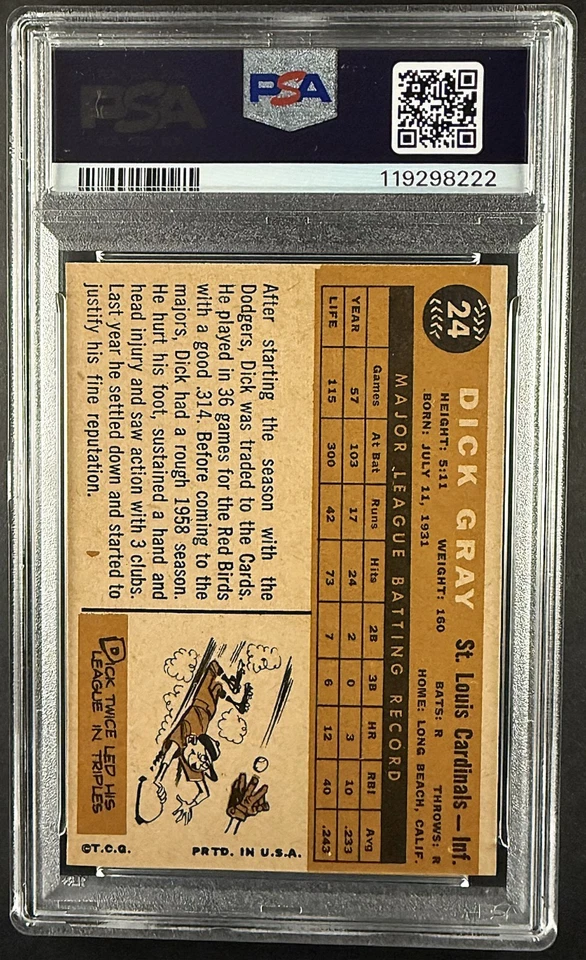 PSA
PSA
119298222
24
DICK GRAY St. Louis Cardinals — Inf.
HEIGHT: 5:11 WEIGHT: 160 BATS: R THROWS: R
BORN: JULY 11, 1931 HOME: LONG BEACH, CALIF.
MAJOR LEAGUE BATTING RECORD
Games At Bat Runs Hits 2B 3B HR RBI Avg
YEAR 57 103 17 24 2 0 3 10 .233
LIFE 115 300 42 73 7 6 12 40 .243
After starting the season with the
Dodgers, Dick was traded to the Cards.
He played in 36 games for the Red Birds
with a good .314. Before coming to the
majors, Dick had a rough 1958 season.
He hurt his foot, sustained a hand and
head injury and saw action with 3 clubs.
Last year he settled down and started to
justify his fine reputation.
DICK TWICE LED HIS
LEAGUE IN TRIPLES
©T.C.G. PRTD. IN U.S.A.